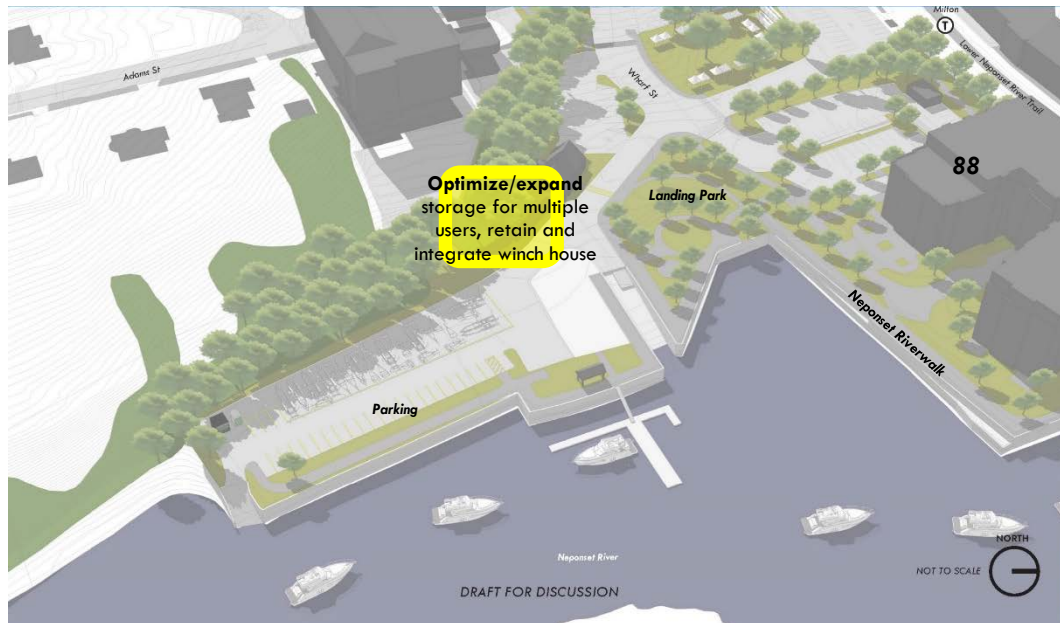 Milton
T
Lower Neponset River Trail
Adams St
Wharf St
88
Optimize/expand
storage for multiple
users, retain and
integrate winch house
Landing Park
Neponset Riverwalk
Parking
Neponset River
NORTH
NOT TO SCALE
DRAFT FOR DISCUSSION